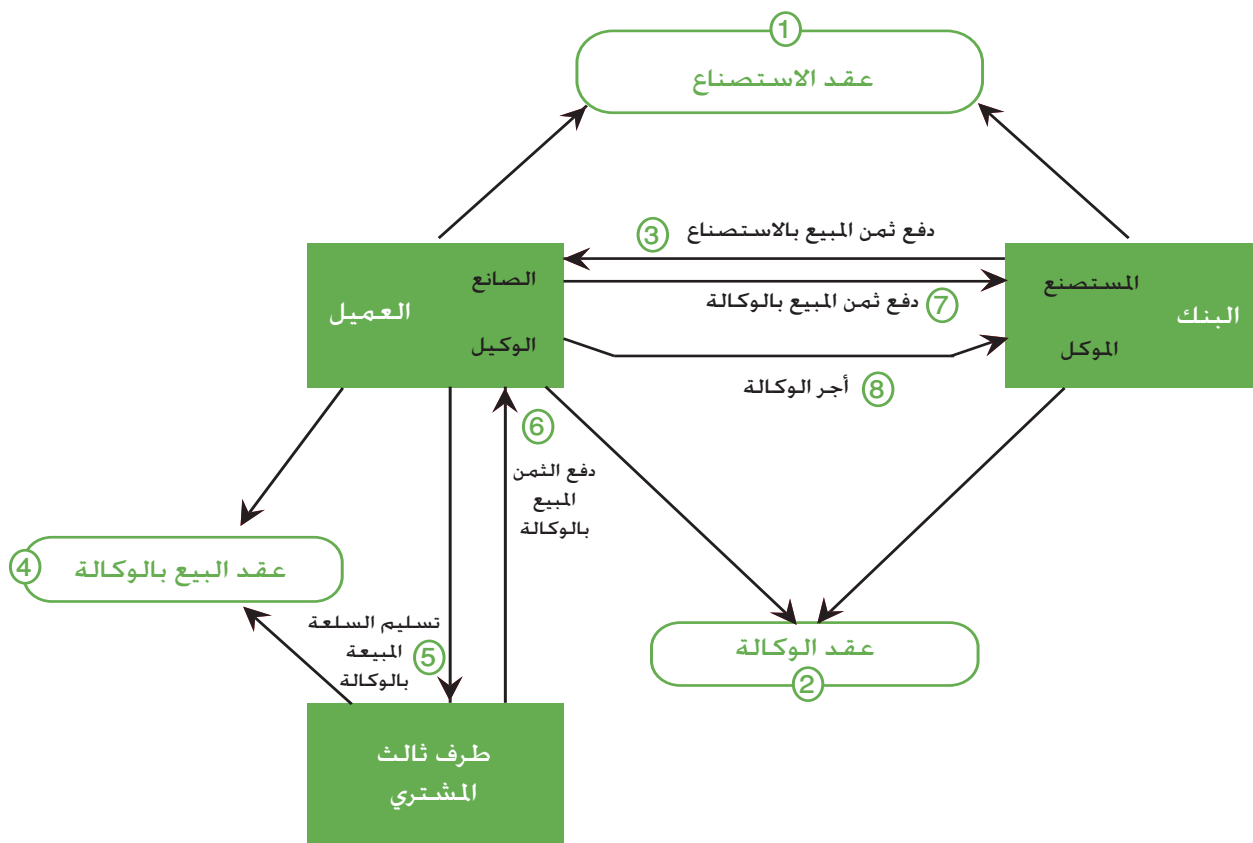 1
عقد الاستصناع
3 دفع ثمن المبيع بالاستصناع
الصانع
المستصنع
العميل
البنك
دفع ثمن المبيع بالوكالة 7
الوكيل
الموكل
أجر الوكالة 8
6
دفع الثمن
المبيع
بالوكالة
4 عقد البيع بالوكالة
تسليم السلعة
المبيعة 5
بالوكالة
عقد الوكالة
2
طرف ثالث
المشتري